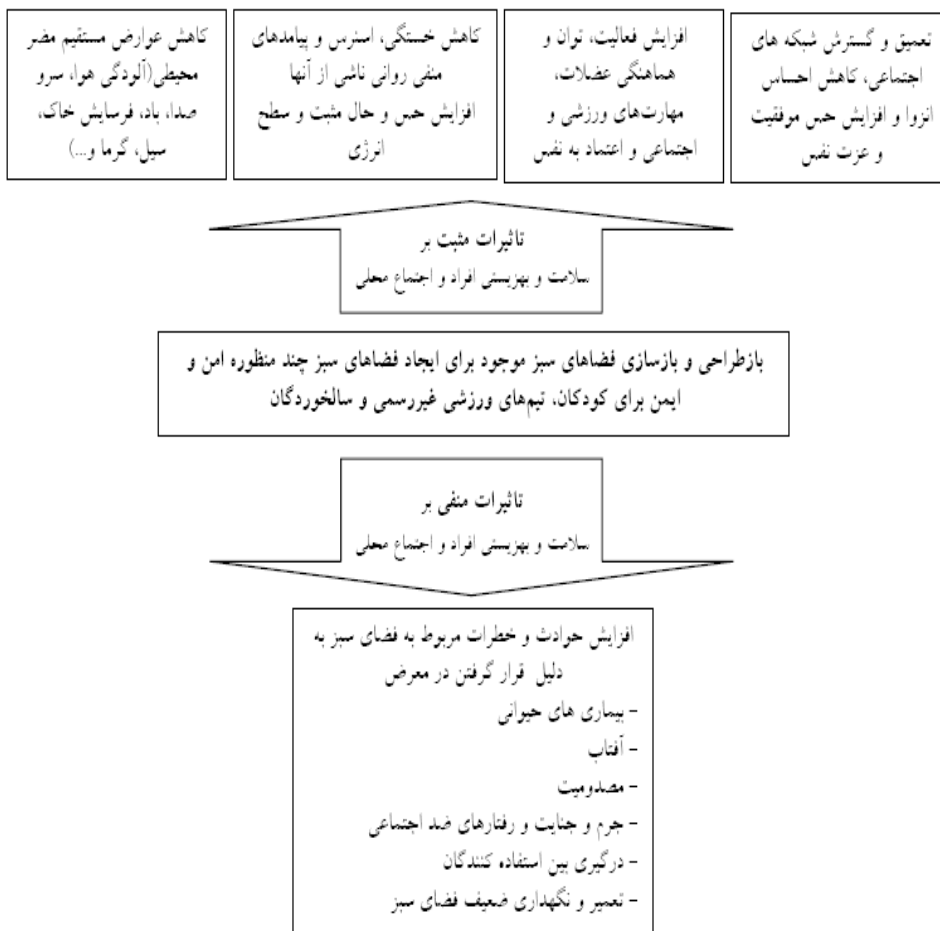 تعمیق و گسترش شبکه های
اجتماعی، کاهش احساس
انزوا و افزایش حس موفقیت
و عزت نفس
افزایش فعالیت، توان و
هماهنگی عضلات،
مهارت‌های ورزشی و
اجتماعی و اعتماد به نفس
کاهش خستگی، استرس و پیامدهای
منفی روانی ناشی از آنها
افزایش حس و حال مثبت و سطح
انرژی
کاهش عوارض مستقیم مضر
محیطی(آلودگی هوا، سرو
صدا، باد، فرسایش خاک،
سیل، گرما و...)
تاثیرات مثبت بر
سلامت و بهزیستی افراد و اجتماع محلی
بازطراحی و بازسازی فضاهای سبز موجود برای ایجاد فضاهای سبز چند منظوره امن و
ایمن برای کودکان، تیم‌های ورزشی غیررسمی و سالخوردگان
تاثیرات منفی بر
سلامت و بهزیستی افراد و اجتماع محلی
افزایش حوادث و خطرات مربوط به فضای سبز به
دلیل قرار گرفتن در معرض
- بیماری های حیوانی
- آفتاب
- مصدومیت
- جرم و جنایت و رفتارهای ضد اجتماعی
- درگیری بین استفاده کنندگان
- تعمیر و نگهداری ضعیف فضای سبز